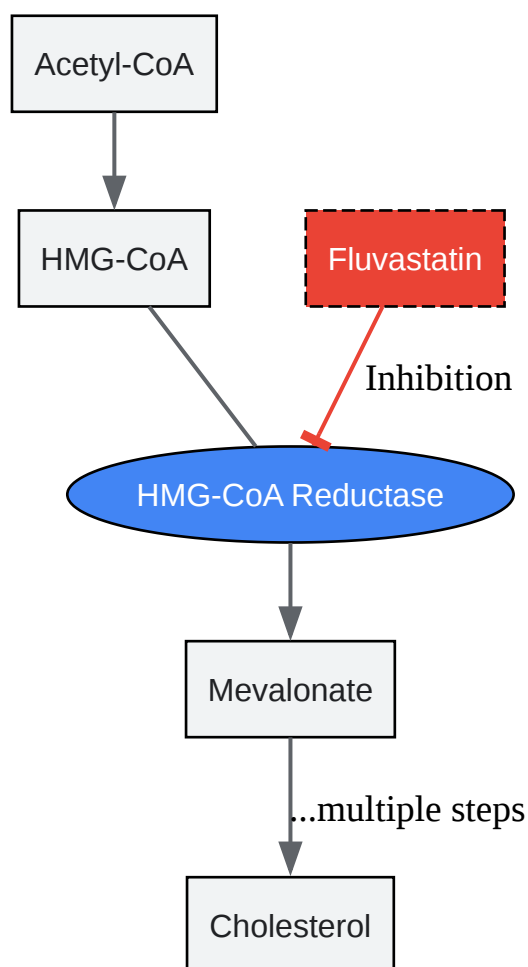 Acetyl-CoA
HMG-CoA
Fluvastatin
Inhibition
HMG-CoA Reductase
Mevalonate
...multiple steps
Cholesterol